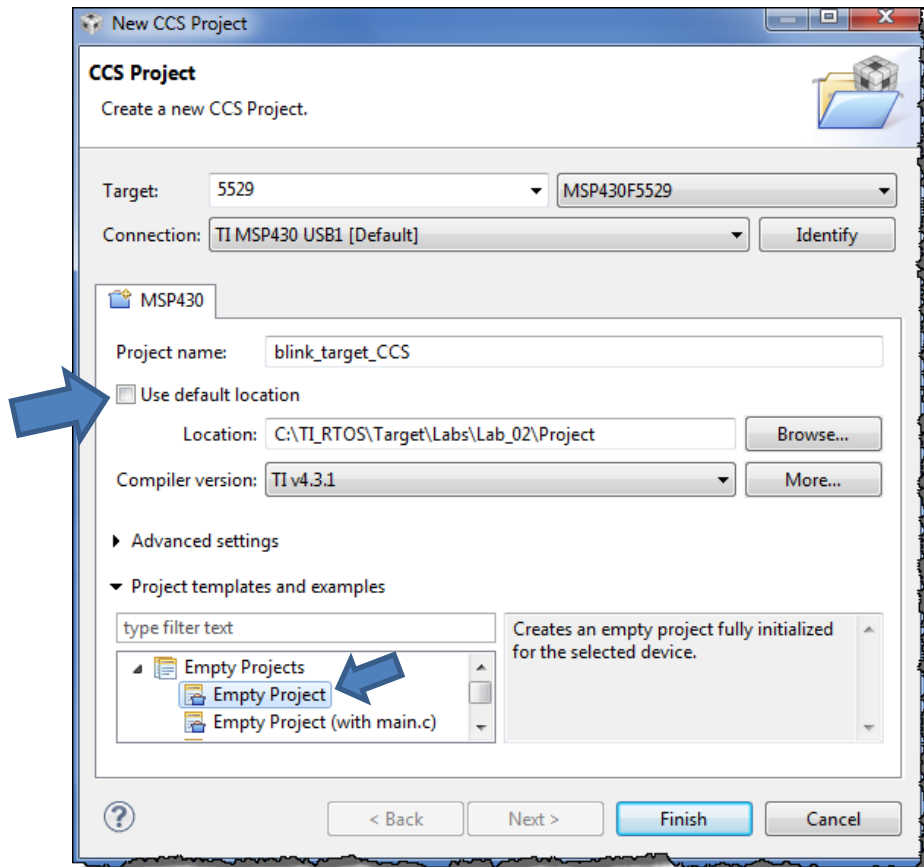 New CCS Project
CCS Project
Create a new CCS Project.
Target: 5529 MSP430F5529
Connection: TI MSP430 USB1 [Default] Identify
MSP430
Project name: blink_target_CCS
Use default location
Location: C:\TI_RTOS\Target\Labs\Lab_02\Project Browse...
Compiler version: TI v4.3.1 More...
Advanced settings
Project templates and examples
type filter text
Creates an empty project fully initialized
for the selected device.
Empty Projects
Empty Project
Empty Project (with main.c)
? < Back Next > Finish Cancel